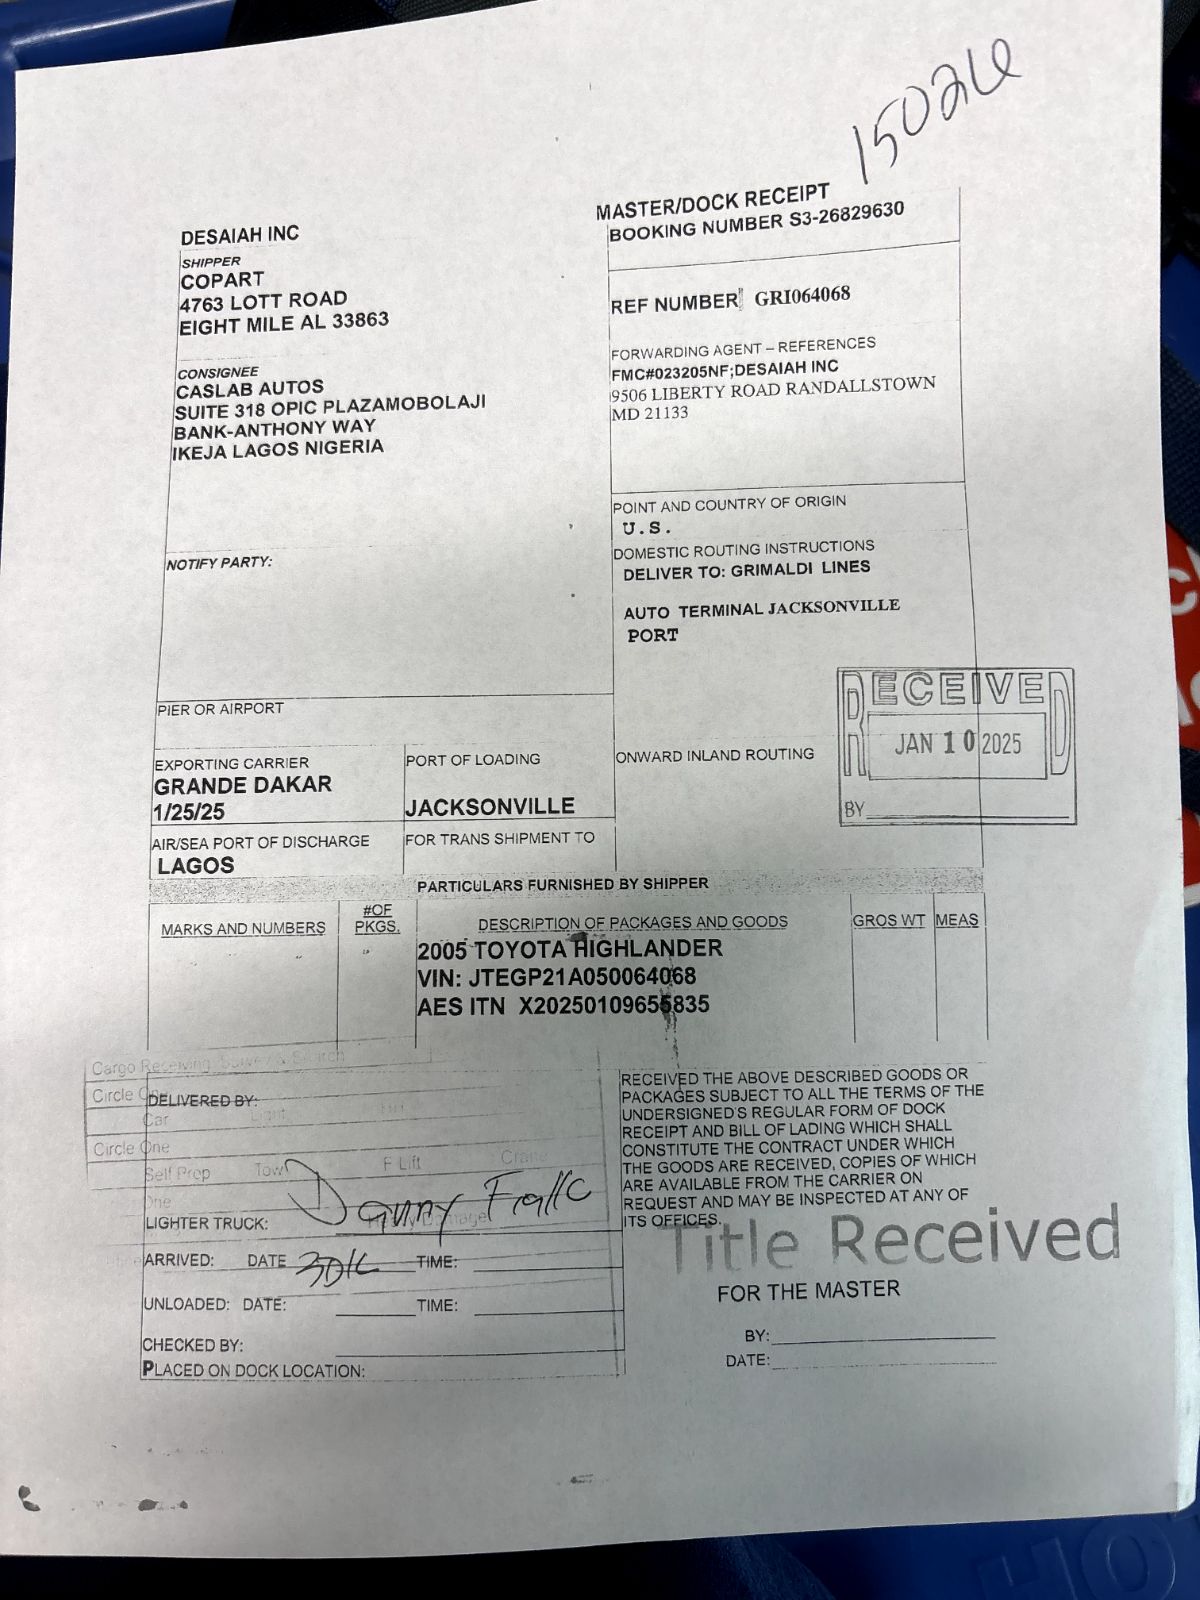 15026
MASTER/DOCK RECEIPT
BOOKING NUMBER S3-26829630
DESAIAH INC
SHIPPER
COPART
4763 LOTT ROAD
EIGHT MILE AL 33863
REF NUMBER GRI064068
CONSIGNEE
CASLAB AUTOS
SUITE 318 OPIC PLAZAMOBOLAJI
BANK-ANTHONY WAY
IKEJA LAGOS NIGERIA
FORWARDING AGENT – REFERENCES
FMC#023205NF;DESAIAH INC
9506 LIBERTY ROAD RANDALLSTOWN
MD 21133
POINT AND COUNTRY OF ORIGIN
U.S.
NOTIFY PARTY:
DOMESTIC ROUTING INSTRUCTIONS
DELIVER TO: GRIMALDI LINES
AUTO TERMINAL JACKSONVILLE
PORT
PIER OR AIRPORT
RECEIVED
JAN 10 2025
BY
EXPORTING CARRIER
GRANDE DAKAR
1/25/25
PORT OF LOADING
JACKSONVILLE
ONWARD INLAND ROUTING
AIR/SEA PORT OF DISCHARGE
LAGOS
FOR TRANS SHIPMENT TO
PARTICULARS FURNISHED BY SHIPPER
MARKS AND NUMBERS
#OF
PKGS.
DESCRIPTION OF PACKAGES AND GOODS
GROS WT
MEAS
2005 TOYOTA HIGHLANDER
VIN: JTEGP21A050064068
AES ITN X20250109655835
Cargo Receiving
Circle One
DELIVERED BY:
Car
Circle One
Self Prop Tow F Lift Crane
One
LIGHTER TRUCK: Danny
ARRIVED: DATE TIME:
UNLOADED: DATE: TIME:
CHECKED BY:
PLACED ON DOCK LOCATION:
RECEIVED THE ABOVE DESCRIBED GOODS OR
PACKAGES SUBJECT TO ALL THE TERMS OF THE
UNDERSIGNED'S REGULAR FORM OF DOCK
RECEIPT AND BILL OF LADING WHICH SHALL
CONSTITUTE THE CONTRACT UNDER WHICH
THE GOODS ARE RECEIVED, COPIES OF WHICH
ARE AVAILABLE FROM THE CARRIER ON
REQUEST AND MAY BE INSPECTED AT ANY OF
ITS OFFICES.
Title Received
FOR THE MASTER
BY:
DATE: